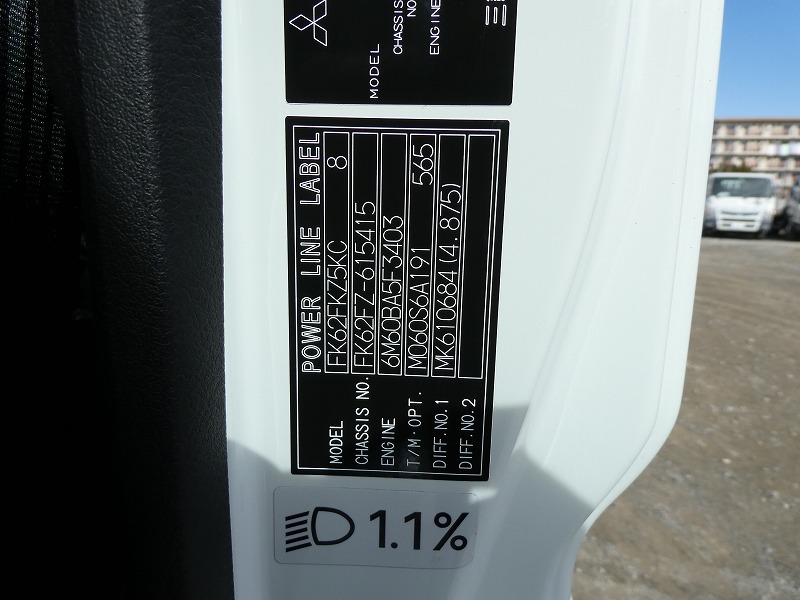 MODEL
CHASSIS NO.
ENGINE
POWER LINE LABEL
MODEL FK62FKZ5KC 8
CHASSIS NO. FK62FZ-615415
ENGINE 6M60BA5F3403
T/M·OPT. M060S6A191 565
DIFF.NO.1 MK610684(4.875)
DIFF.NO.2
1.1%